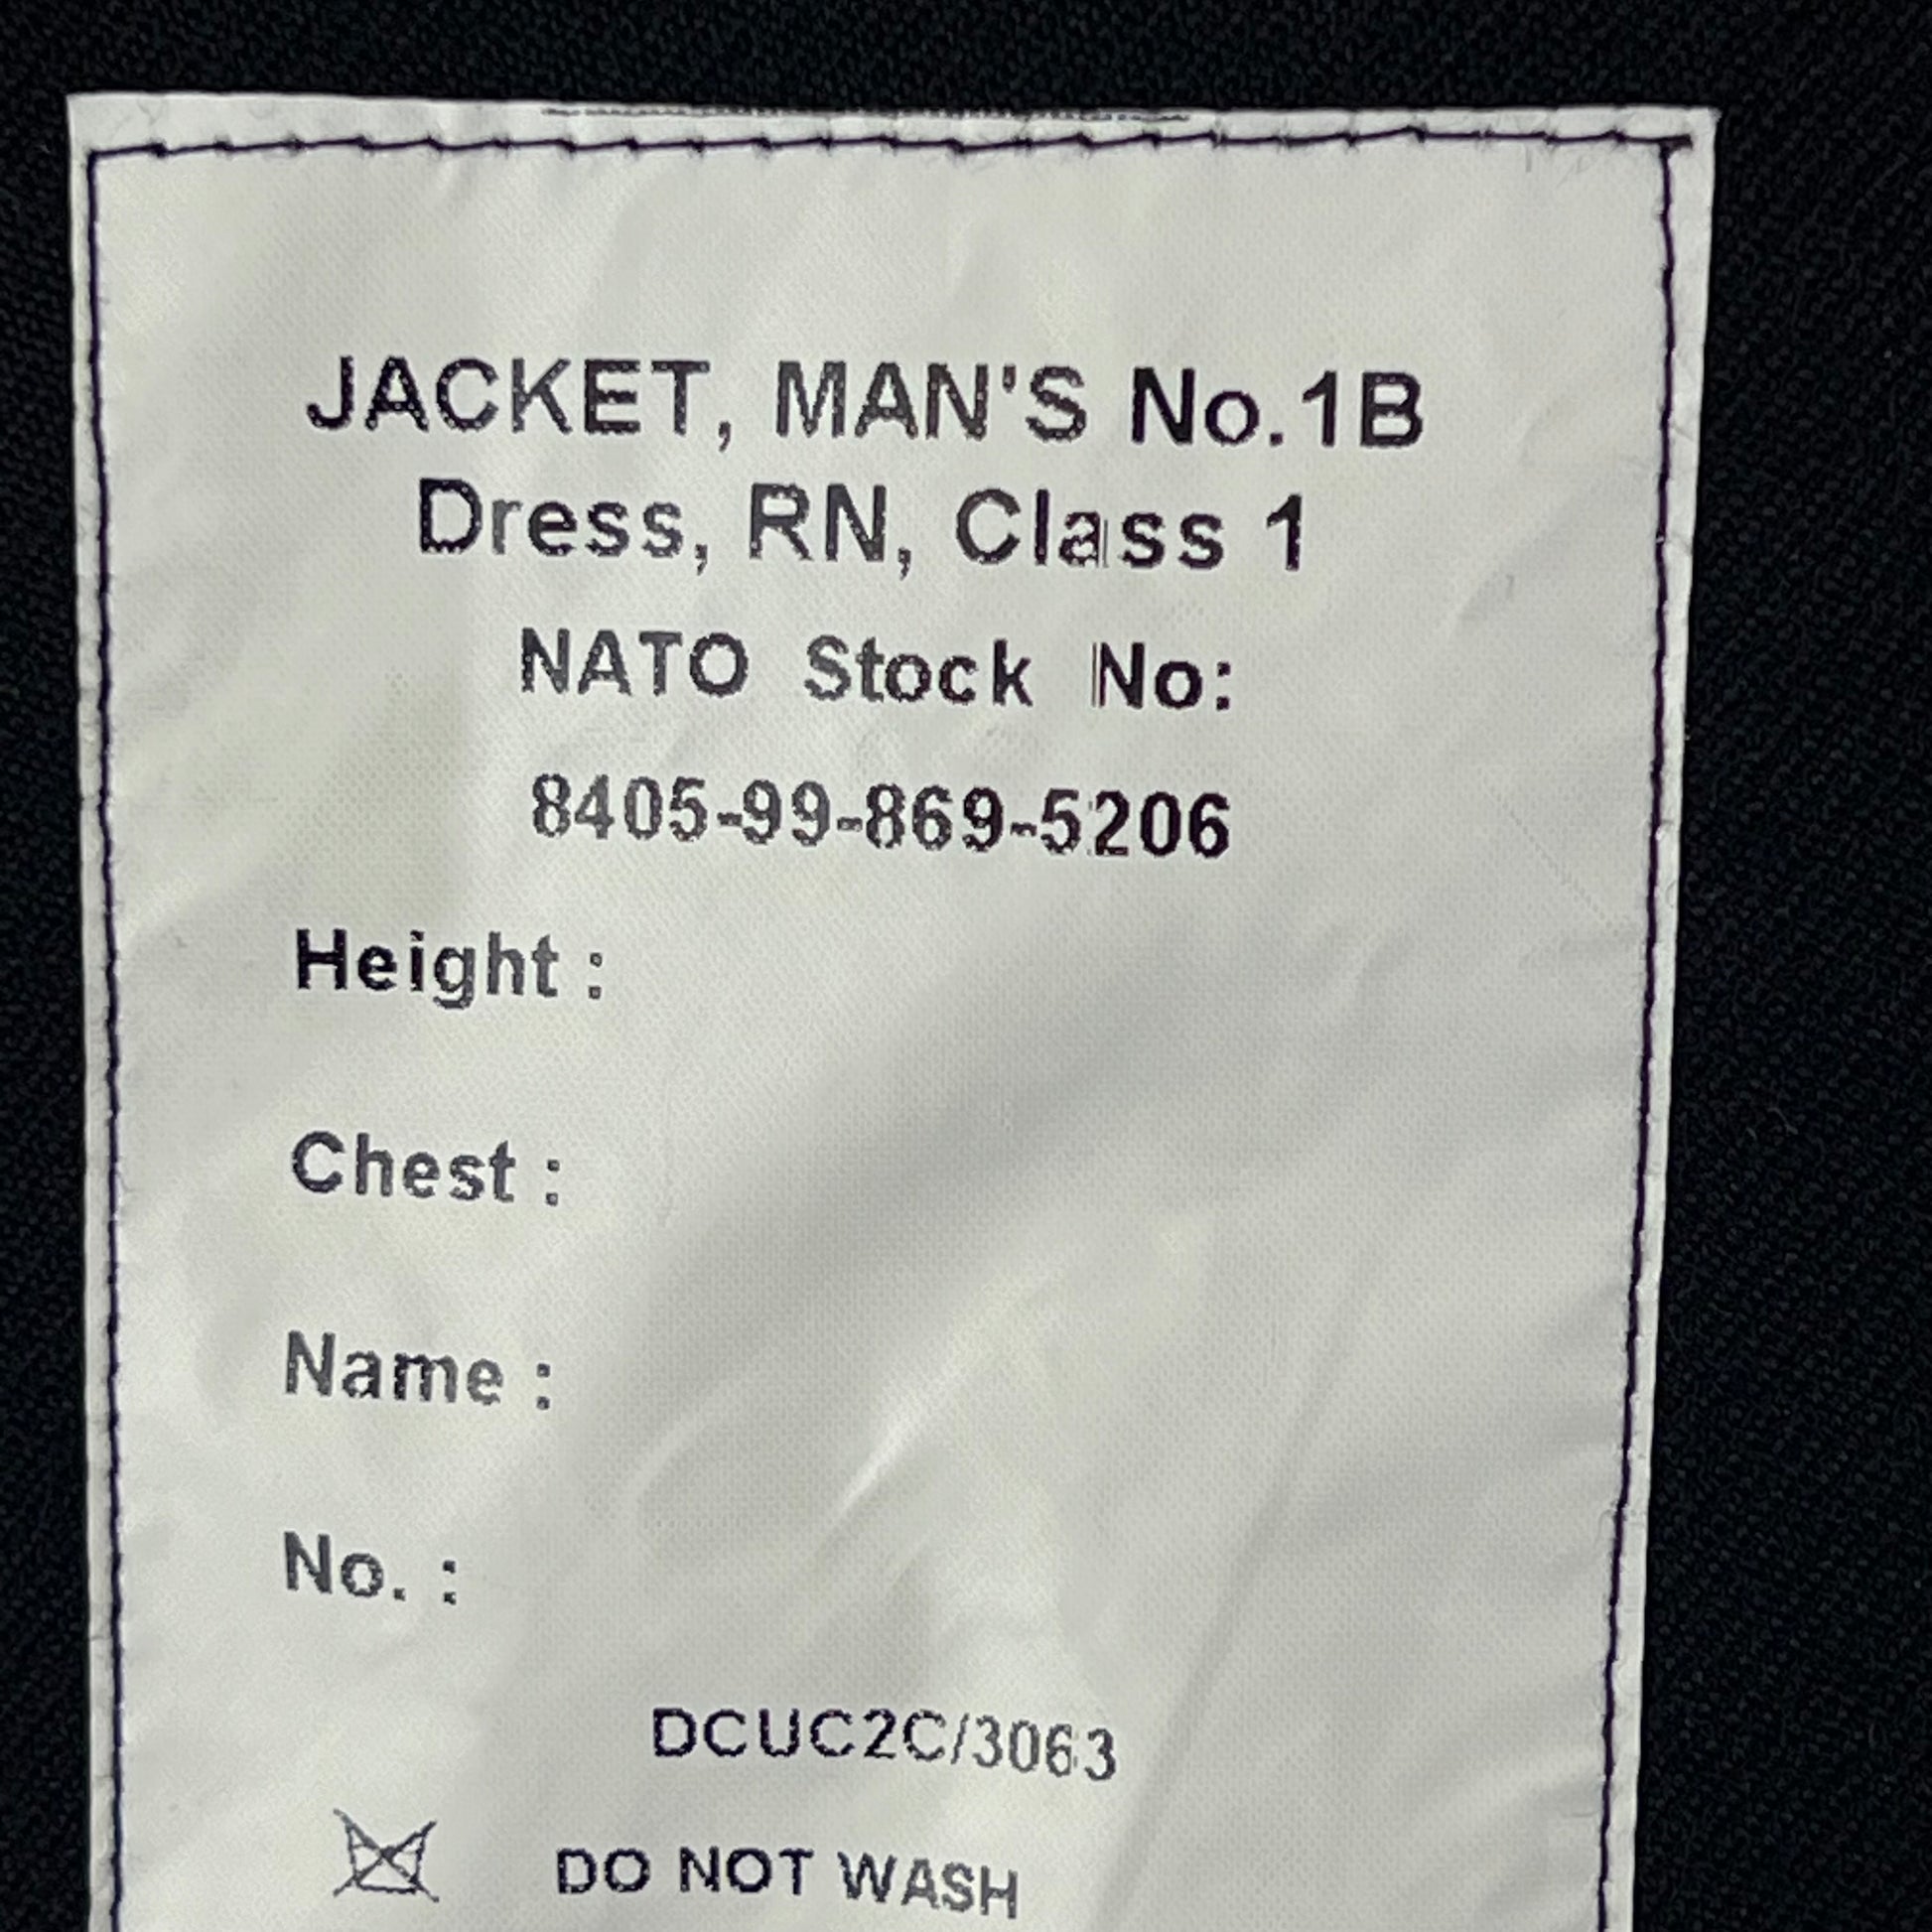 JACKET, MAN'S No.1B
Dress, RN, Class 1
NATO Stock No:
8405-99-869-5206
Height :
Chest :
Name :
No. :
DCUC2C/3063
DO NOT WASH